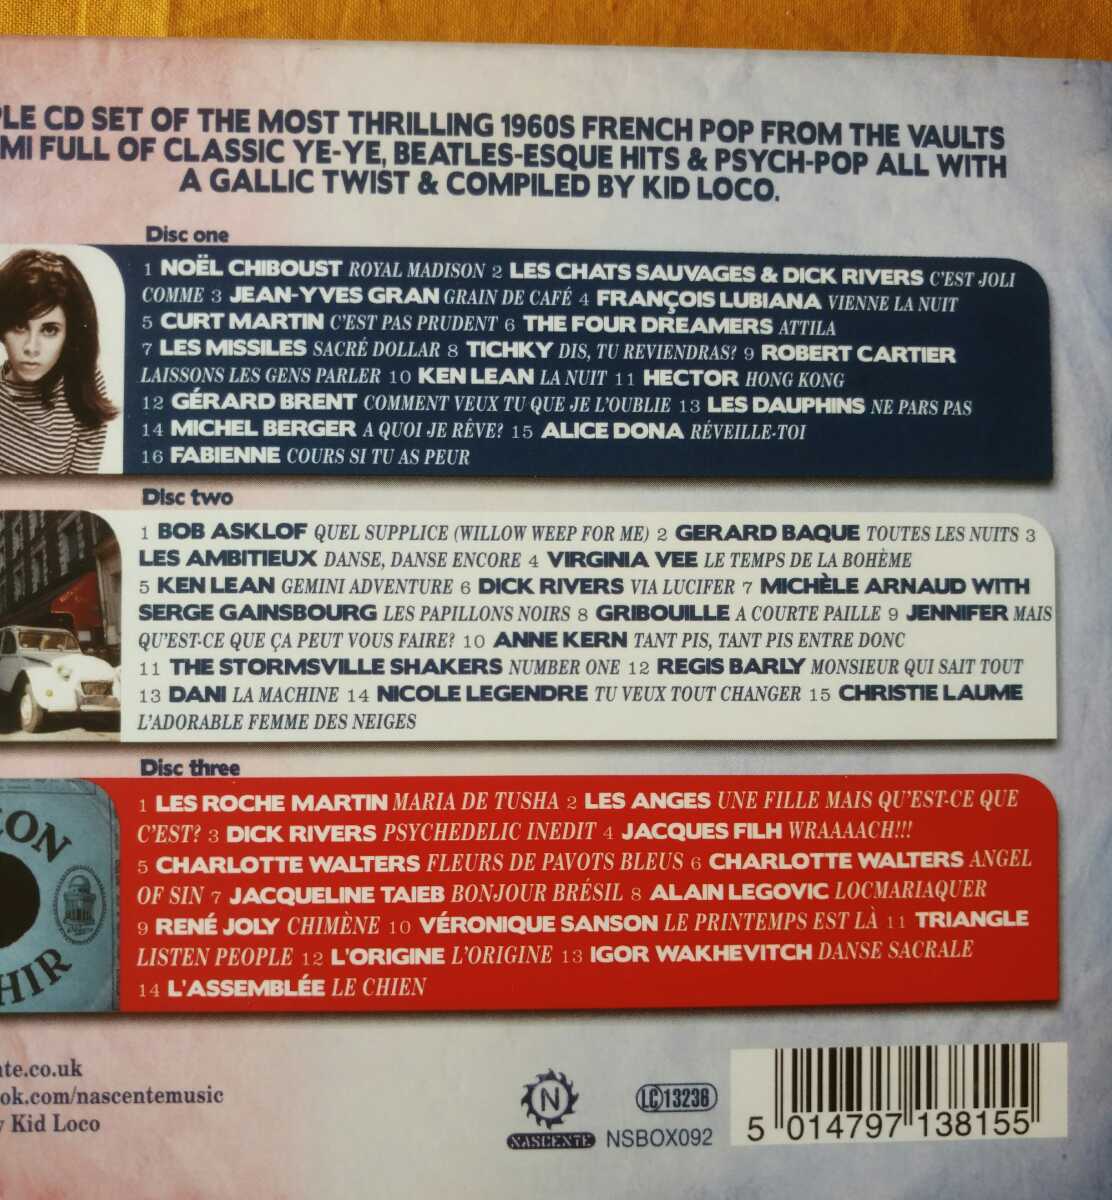 PLE CD SET OF THE MOST THRILLING 1960S FRENCH POP FROM THE VAULTS
MI FULL OF CLASSIC YE-YE, BEATLES-ESQUE HITS & PSYCH-POP ALL WITH
A GALLIC TWIST & COMPILED BY KID LOCO.
Disc one
1 NOËL CHIBOUST ROYAL MADISON 2 LES CHATS SAUVAGES & DICK RIVERS C'EST JOLI
COMME 3 JEAN-YVES GRAN GRAIN DE CAFÉ 4 FRANÇOIS LUBIANA VIENNE LA NUIT
5 CURT MARTIN C'EST PAS PRUDENT 6 THE FOUR DREAMERS ATTILA
7 LES MISSILES SACRÉ DOLLAR 8 TICHKY DIS, TU REVIENDRAS? 9 ROBERT CARTIER
LAISSONS LES GENS PARLER 10 KEN LEAN LA NUIT 11 HECTOR HONG KONG
12 GÉRARD BRENT COMMENT VEUX TU QUE JE L'OUBLIE 13 LES DAUPHINS NE PARS PAS
14 MICHEL BERGER A QUOI JE RÊVE? 15 ALICE DONA RÉVEILLE-TOI
16 FABIENNE COURS SI TU AS PEUR
Disc two
1 BOB ASKLOF QUEL SUPPLICE (WILLOW WEEP FOR ME) 2 GERARD BAQUE TOUTES LES NUITS 3
LES AMBITIEUX DANSE, DANSE ENCORE 4 VIRGINIA VEE LE TEMPS DE LA BOHÈME
5 KEN LEAN GEMINI ADVENTURE 6 DICK RIVERS VIA LUCIFER 7 MICHÈLE ARNAUD WITH
SERGE GAINSBOURG LES PAPILLONS NOIRS 8 GRIBOUILLE A COURTE PAILLE 9 JENNIFER MAIS
QU'EST-CE QUE ÇA PEUT VOUS FAIRE? 10 ANNE KERN TANT PIS, TANT PIS ENTRE DONC
11 THE STORMSVILLE SHAKERS NUMBER ONE 12 REGIS BARLY MONSIEUR QUI SAIT TOUT
13 DANI LA MACHINE 14 NICOLE LEGENDRE TU VEUX TOUT CHANGER 15 CHRISTIE LAUME
L'ADORABLE FEMME DES NEIGES
Disc three
1 LES ROCHE MARTIN MARIA DE TUSHA 2 LES ANGES UNE FILLE MAIS QU'EST-CE QUE
C'EST? 3 DICK RIVERS PSYCHEDELIC INEDIT 4 JACQUES FILH WRAAAACH!!!
5 CHARLOTTE WALTERS FLEURS DE PAVOTS BLEUS 6 CHARLOTTE WALTERS ANGEL
OF SIN 7 JACQUELINE TAIEB BONJOUR BRÉSIL 8 ALAIN LEGOVIC LOCMARIAQUER
9 RENÉ JOLY CHIMÈNE 10 VÉRONIQUE SANSON LE PRINTEMPS EST LÀ 11 TRIANGLE
LISTEN PEOPLE 12 L'ORIGINE L'ORIGINE 13 IGOR WAKHEVITCH DANSE SACRALE
14 L'ASSEMBLÉE LE CHIEN
EON
HIR
nte.co.uk
ok.com/nascentemusic
y Kid Loco
N
NASCENTE
LC 13236
NSBOX092
5 014797 138155